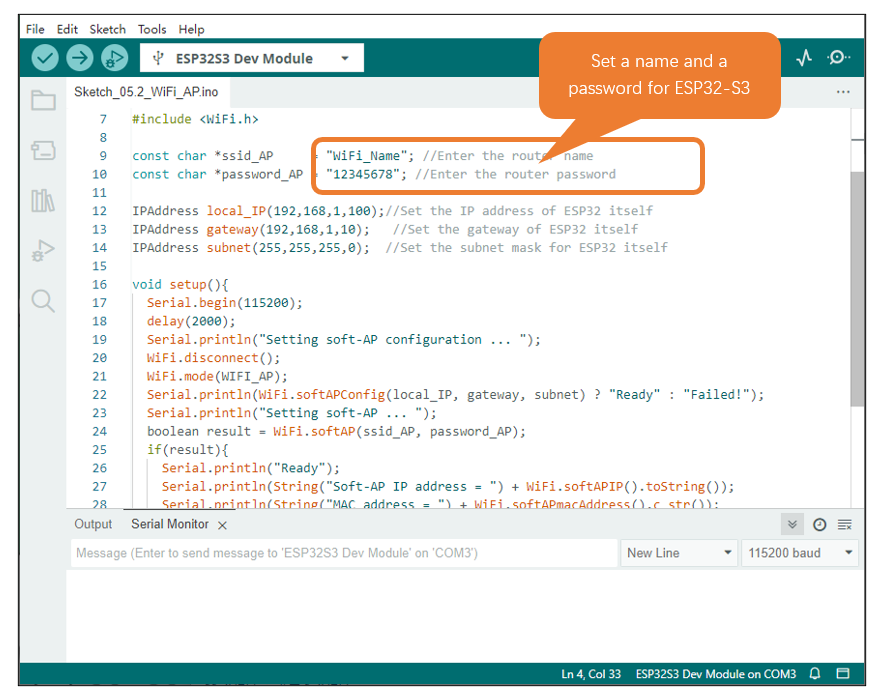 File Edit Sketch Tools Help
ESP32S3 Dev Module
Set a name and a
password for ESP32-S3
Sketch_05.2_WiFi_AP.ino
7 #include <WiFi.h>
8
9 const char *ssid_AP = "WiFi_Name"; //Enter the router name
10 const char *password_AP = "12345678"; //Enter the router password
11
12 IPAddress local_IP(192,168,1,100);//Set the IP address of ESP32 itself
13 IPAddress gateway(192,168,1,10); //Set the gateway of ESP32 itself
14 IPAddress subnet(255,255,255,0); //Set the subnet mask for ESP32 itself
15
16 void setup(){
17 Serial.begin(115200);
18 delay(2000);
19 Serial.println("Setting soft-AP configuration ... ");
20 WiFi.disconnect();
21 WiFi.mode(WIFI_AP);
22 Serial.println(WiFi.softAPConfig(local_IP, gateway, subnet) ? "Ready" : "Failed!");
23 Serial.println("Setting soft-AP ... ");
24 boolean result = WiFi.softAP(ssid_AP, password_AP);
25 if(result){
26 Serial.println("Ready");
27 Serial.println(String("Soft-AP IP address = ") + WiFi.softAPIP().toString());
28 Serial.println(String("MAC address = ") + WiFi.softAPmacAddress().c_str());
Output Serial Monitor
Message (Enter to send message to 'ESP32S3 Dev Module' on 'COM3')
New Line
115200 baud
Ln 4, Col 33 ESP32S3 Dev Module on COM3